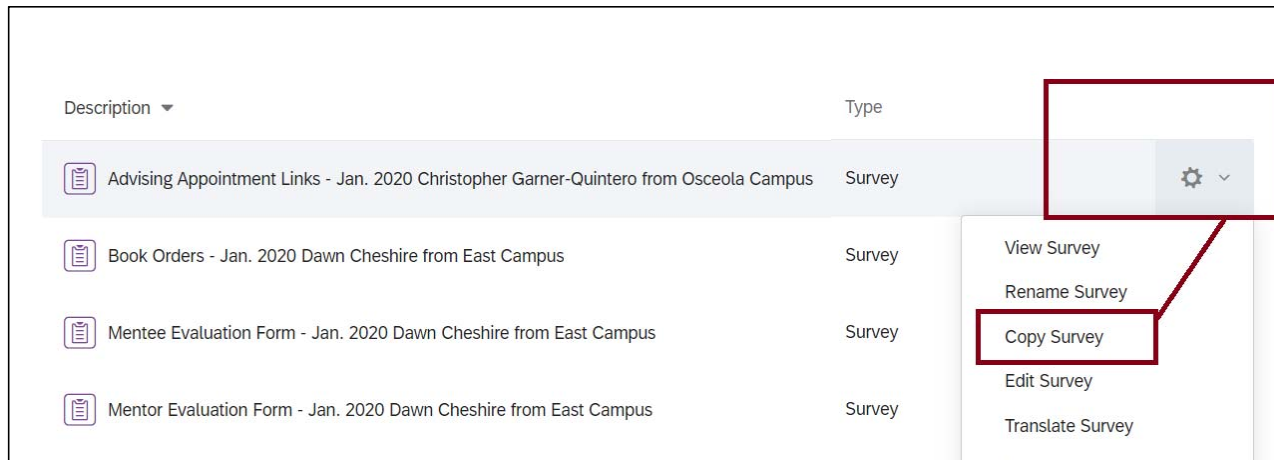 Description Type
Advising Appointment Links - Jan. 2020 Christopher Garner-Quintero from Osceola Campus Survey
Book Orders - Jan. 2020 Dawn Cheshire from East Campus Survey
Mentee Evaluation Form - Jan. 2020 Dawn Cheshire from East Campus Survey
Mentor Evaluation Form - Jan. 2020 Dawn Cheshire from East Campus Survey
View Survey
Rename Survey
Copy Survey
Edit Survey
Translate Survey